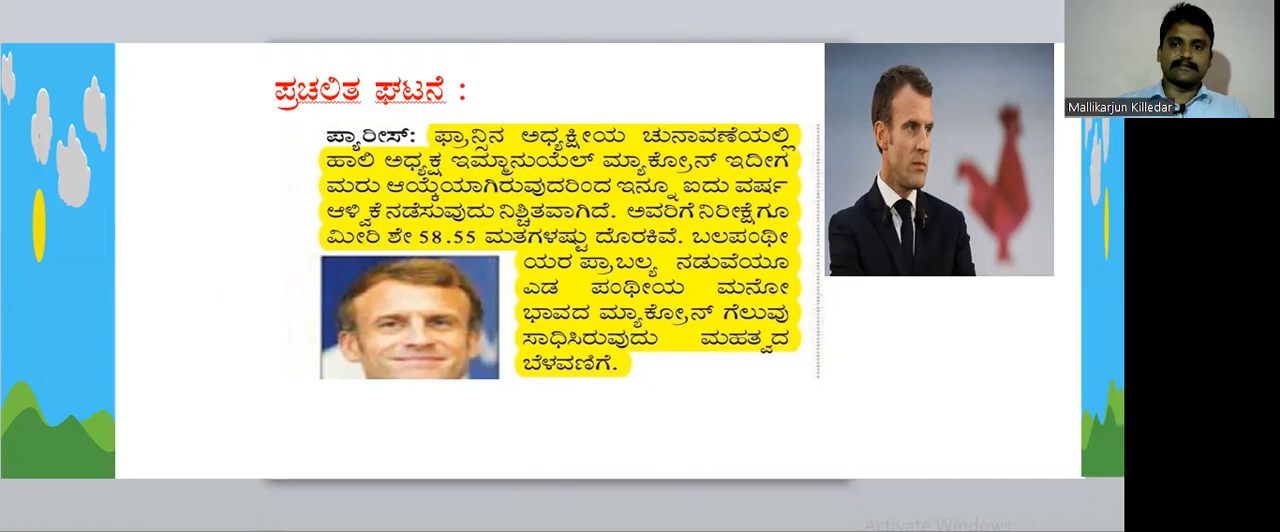 ಪ್ರಚಲಿತ ಘಟನೆ :
Mallikarjun Killedar
ಪ್ಯಾರೀಸ್: ಫ್ರಾನ್ಸಿನ ಅಧ್ಯಕ್ಷೀಯ ಚುನಾವಣೆಯಲ್ಲಿ
ಹಾಲಿ ಅಧ್ಯಕ್ಷ ಇಮ್ಮಾನುಯೆಲ್ ಮ್ಯಾಕ್ರೋನ್ ಇದೀಗ
ಮರು ಆಯ್ಕೆಯಾಗಿರುವುದರಿಂದ ಇನ್ನೂ ಐದು ವರ್ಷ
ಆಳ್ವಿಕೆ ನಡೆಸುವುದು ನಿಶ್ಚಿತವಾಗಿದೆ. ಅವರಿಗೆ ನಿರೀಕ್ಷೆಗೂ
ಮೀರಿ ಶೇ 58.55 ಮತಗಳಷ್ಟು ದೊರಕಿವೆ. ಬಲಪಂಥೀ
ಯರ ಪ್ರಾಬಲ್ಯ ನಡುವೆಯೂ
ಎಡ ಪಂಥೀಯ ಮನೋ
ಭಾವದ ಮ್ಯಾಕ್ರೋನ್ ಗೆಲುವು
ಸಾಧಿಸಿರುವುದು ಮಹತ್ವದ
ಬೆಳವಣಿಗೆ.
Activate Windows